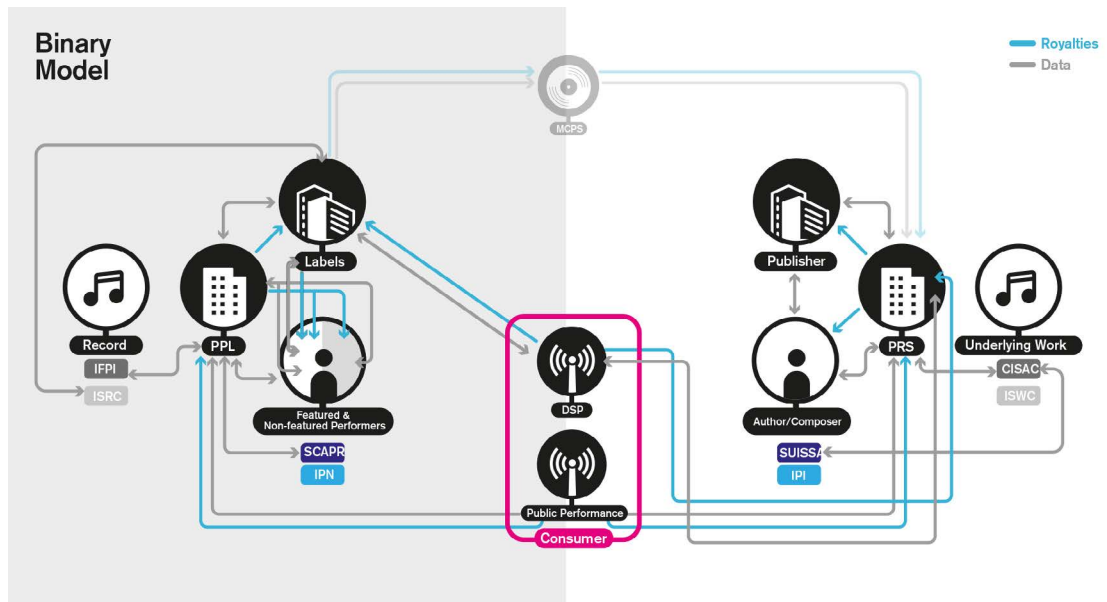 Binary
Model
Royalties
Data
MCPS
Labels
Publisher
Record
PPL
PRS
Underlying Work
IFPI
ISRC
CISAC
ISWC
DSP
Featured &
Non-featured Performers
Author/Composer
SCAPR
IPN
SUISSA
IPI
Public Performance
Consumer